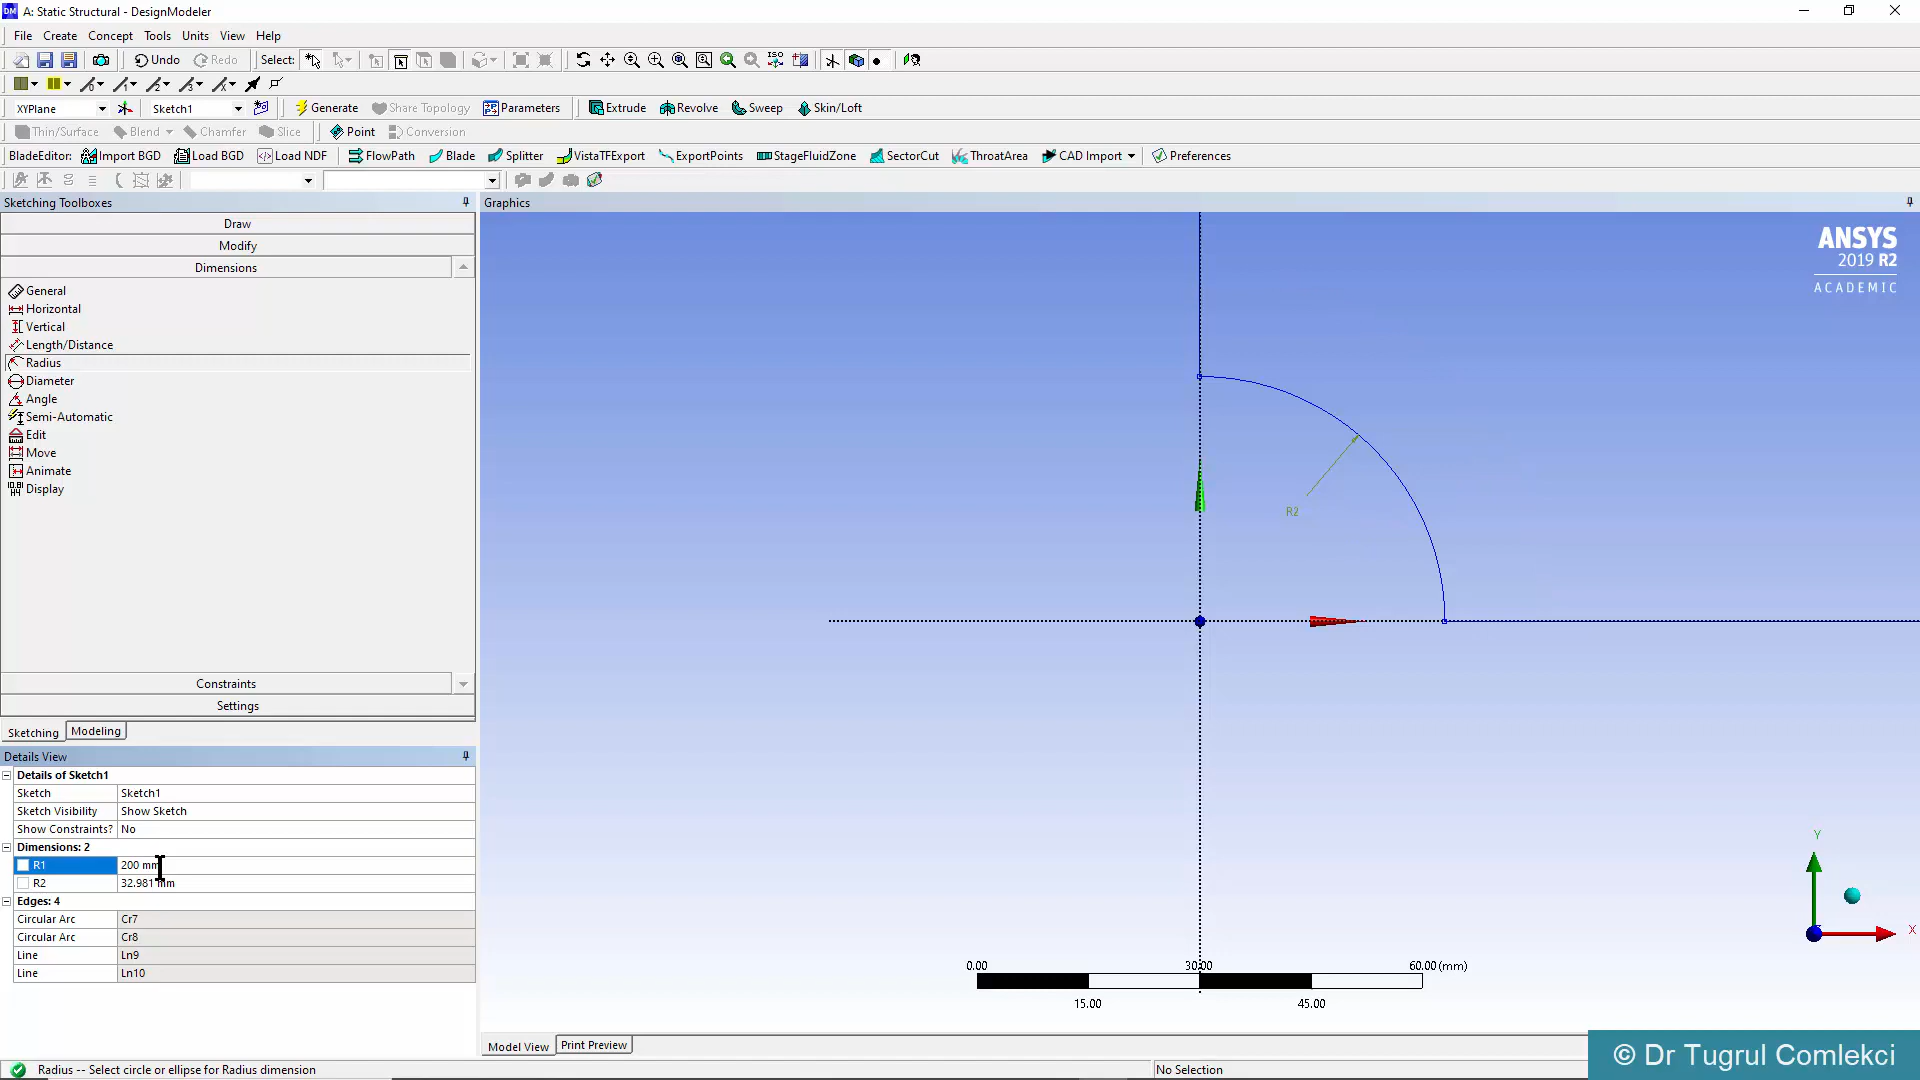 A: Static Structural - DesignModeler
File Create Concept Tools Units View Help
Undo Redo Select:
XYPlane Sketch1 Generate Share Topology Parameters Extrude Revolve Sweep Skin/Loft
Thin/Surface Blend Chamfer Slice Point Conversion
BladeEditor: Import BGD Load BGD Load NDF FlowPath Blade Splitter VistaTFExport ExportPoints StageFluidZone SectorCut ThroatArea CAD Import Preferences
Sketching Toolboxes
Draw
Modify
Dimensions
General
Horizontal
Vertical
Length/Distance
Radius
Diameter
Angle
Semi-Automatic
Edit
Move
Animate
Display
Constraints
Settings
Sketching Modeling
Details View
Details of Sketch1
Sketch Sketch1
Sketch Visibility Show Sketch
Show Constraints? No
Dimensions: 2
R1 200 mm
R2 32.981 mm
Edges: 4
Circular Arc Cr7
Circular Arc Cr8
Line Ln9
Line Ln10
Graphics
ANSYS
2019 R2
ACADEMIC
R2
Y
X
0.00 30.00 60.00 (mm)
15.00 45.00
Model View Print Preview
Radius -- Select circle or ellipse for Radius dimension
No Selection
© Dr Tugrul Comlekci